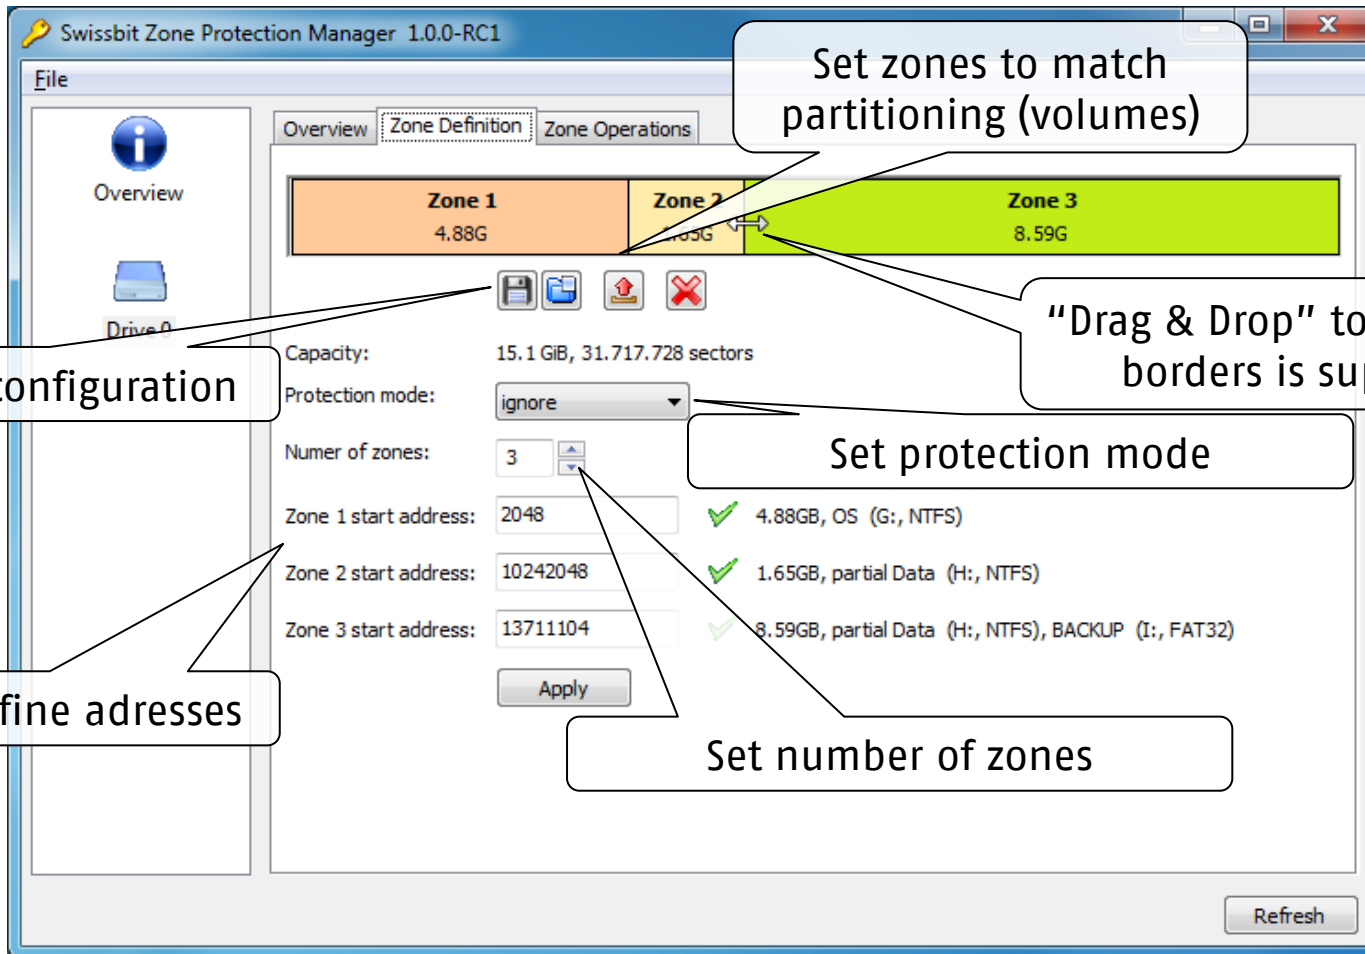 Swissbit Zone Protection Manager 1.0.0-RC1
File
Set zones to match
partitioning (volumes)
Overview
Overview Zone Definition Zone Operations
Zone 1
4.88G
Zone 2
Zone 3
8.59G
Drive 0
"Drag & Drop" to
borders is
configuration
Capacity: 15.1 GiB, 31.717.728 sectors
Protection mode: ignore
Set protection mode
Numer of zones: 3
Zone 1 start address: 2048 4.88GB, OS (G:, NTFS)
Zone 2 start address: 10242048 1.65GB, partial Data (H:, NTFS)
Zone 3 start address: 13711104 8.59GB, partial Data (H:, NTFS), BACKUP (I:, FAT32)
adresses
Apply
Set number of zones
Refresh